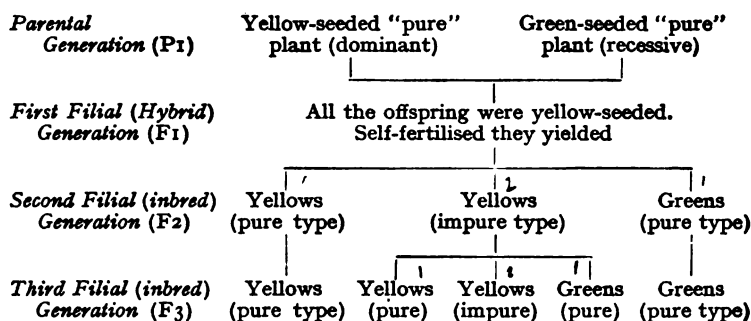 Parental Yellow-seeded “pure” Green-seeded “pure”
Generation (P1) plant (dominant) plant (recessive)
First Filial (Hybrid) All the offspring were yellow-seeded.
Generation (F1) Self-fertilised they yielded
1 2 1
Second Filial (inbred) Yellows Yellows Greens
Generation (F2) (pure type) (impure type) (pure type)
Third Filial (inbred) Yellows Yellows Yellows Greens Greens
Generation (F3) (pure type) (pure) (impure) (pure) (pure type)